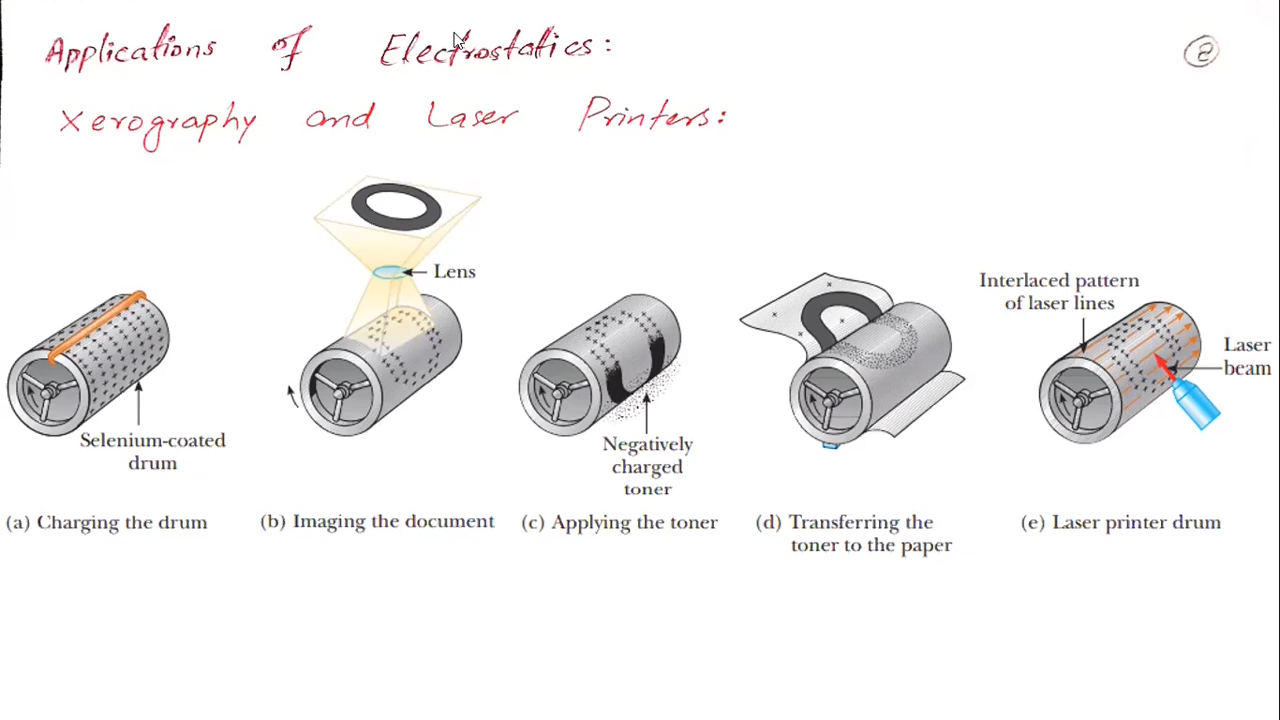 Applications of Electrostatics:
2
Xerography and Laser Printers:
Lens
Interlaced pattern
of laser lines
Laser
beam
Selenium-coated
drum
Negatively
charged
toner
(a) Charging the drum
(b) Imaging the document
(c) Applying the toner
(d) Transferring the
toner to the paper
(e) Laser printer drum